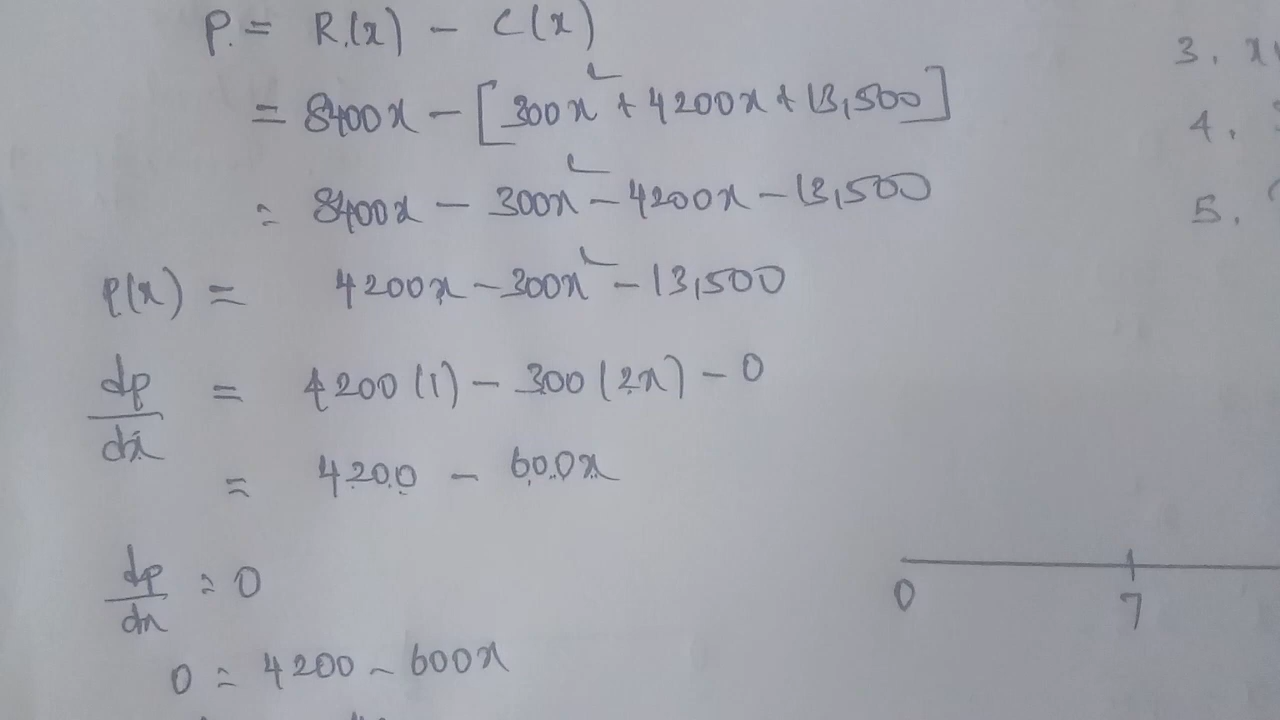 P. = R.(x) - C(x)
= 8400x - [300x² + 4200x + 13,500]
= 8400x - 300x² - 4200x - 13,500
P(x) = 4200x - 300x² - 13,500
dp/dx = 4200(1) - 300(2x) - 0
= 4200 - 600x
dp/dx = 0
0 = 4200 - 600x
3. x
4.
5.
0 7